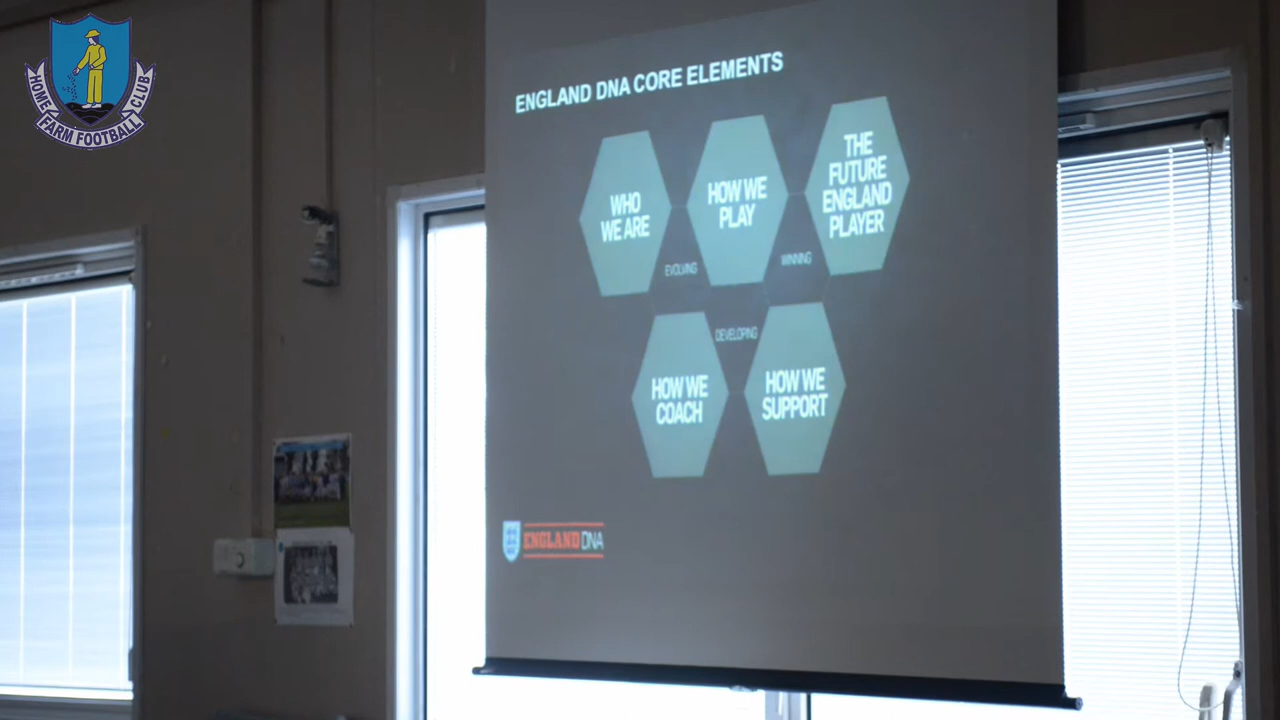 HOME FARM FOOTBALL CLUB
ENGLAND DNA CORE ELEMENTS
WHO
WE ARE
HOW WE
PLAY
THE
FUTURE
ENGLAND
PLAYER
EVOLVING
WINNING
DEVELOPING
HOW WE
COACH
HOW WE
SUPPORT
ENGLAND DNA